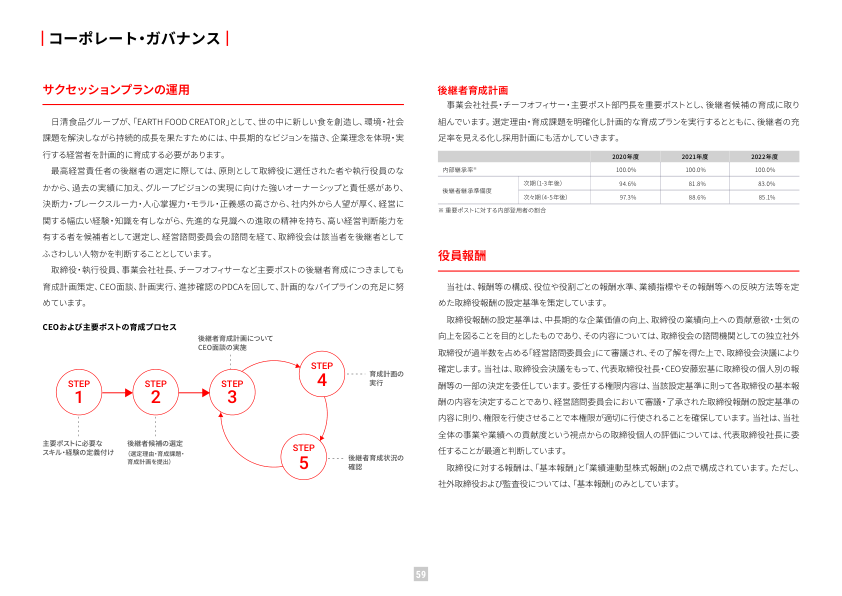 コーポレート・ガバナンス
サクセッションプランの運用
日清食品グループが、「EARTH FOOD CREATOR」として、世の中に新しい食を創造し、環境・社会
課題を解決しながら持続的成長を果たすためには、中長期的なビジョンを描き、企業理念を体現・実
行する経営者を計画的に育成する必要があります。
最高経営責任者の後継者の選定に際しては、原則として取締役に選任された者や執行役員のな
かから、過去の実績に加え、グループビジョンの実現に向けた強いオーナーシップと責任感があり、
決断力・ブレークスルー力・人心掌握力・モラル・正義感の高さから、社内外から人望が厚く、経営に
関する幅広い経験・知識を有しながら、先進的な見識への進取の精神を持ち、高い経営判断能力を
有する者を候補者として選定し、経営諮問委員会の諮問を経て、取締役会は該当者を後継者として
ふさわしい人物かを判断することとしています。
取締役・執行役員、事業会社社長、チーフオフィサーなど主要ポストの後継者育成につきましても
育成計画策定、CEO面談、計画実行、進捗確認のPDCAを回して、計画的なパイプラインの充足に努
めています。
CEOおよび主要ポストの育成プロセス
後継者育成計画について
CEO面談の実施
STEP
1
STEP
2
STEP
3
STEP
4
育成計画の
実行
主要ポストに必要な
スキル・経験の定義付け
後継者候補の選定
（選定理由・育成課題・
育成計画を提出）
STEP
5
後継者育成状況の
確認
後継者育成計画
事業会社社長・チーフオフィサー・主要ポスト部門長を重要ポストとし、後継者候補の育成に取り
組んでいます。選定理由・育成課題を明確化し計画的な育成プランを実行するとともに、後継者の充
足率を見える化し採用計画にも活かしていきます。
2020年度 2021年度 2022年度
内部継承率※ 100.0% 100.0% 100.0%
後継者継承準備度 次期（1-3年後） 94.6% 81.8% 83.0%
次々期（4-5年後） 97.3% 88.6% 85.1%
※ 重要ポストに対する内部登用者の割合
役員報酬
当社は、報酬等の構成、役位や役割ごとの報酬水準、業績指標やその報酬等への反映方法等を定
めた取締役報酬の設定基準を策定しています。
取締役報酬の設定基準は、中長期的な企業価値の向上、取締役の業績向上への貢献意欲・士気の
向上を図ることを目的としたものであり、その内容については、取締役会の諮問機関としての独立社外
取締役が過半数を占める「経営諮問委員会」にて審議され、その了解を得た上で、取締役会決議により
確定します。当社は、取締役会決議をもって、代表取締役社長・CEO安藤宏基に取締役の個人別の報
酬等の一部の決定を委任しています。委任する権限内容は、当該設定基準に則って各取締役の基本報
酬の内容を決定することであり、経営諮問委員会において審議・了承された取締役報酬の設定基準の
内容に則り、権限を行使させることで本権限が適切に行使されることを確保しています。当社は、当社
全体の事業や業績への貢献度という視点からの取締役個人の評価については、代表取締役社長に委
任することが最適と判断しています。
取締役に対する報酬は、「基本報酬」と「業績連動型株式報酬」の2点で構成されています。ただし、
社外取締役および監査役については、「基本報酬」のみとしています。
59